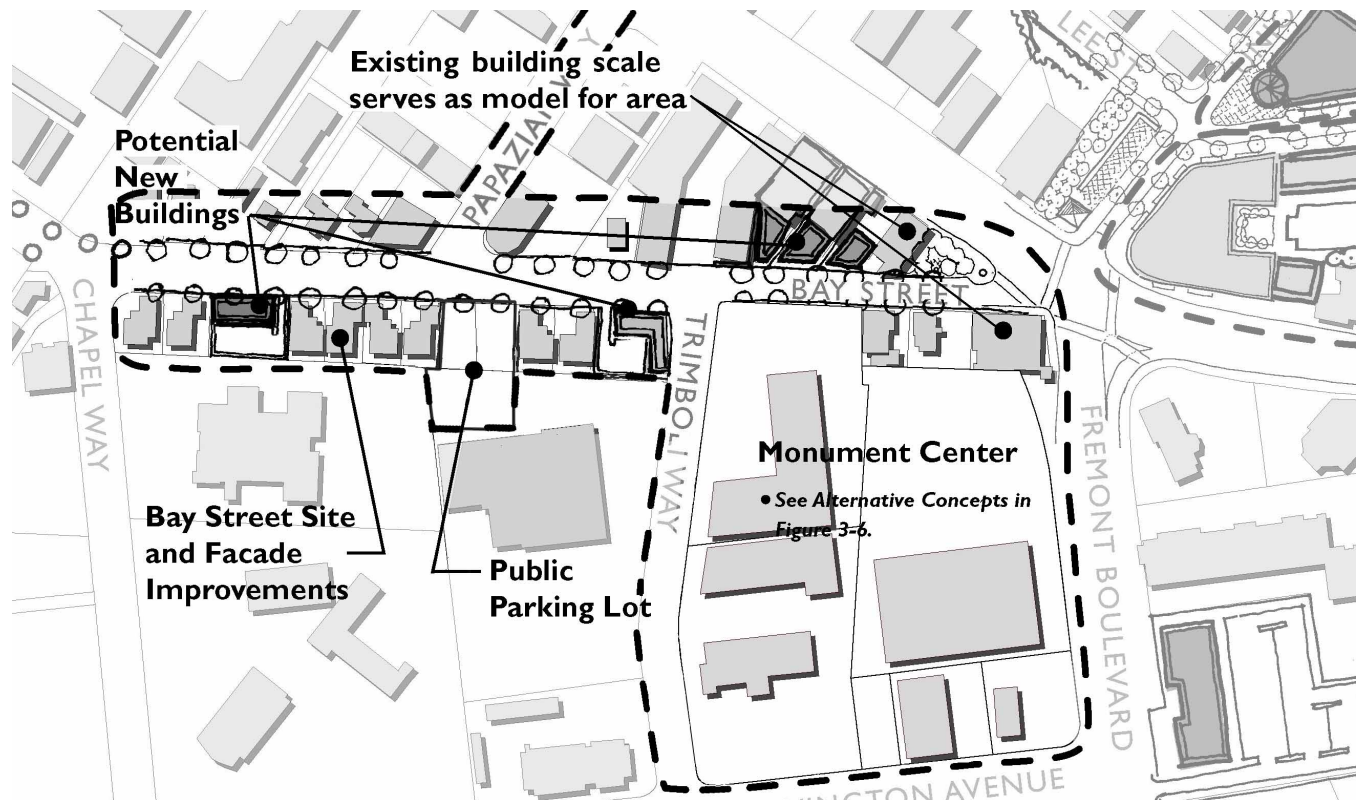 LEE ST
Existing building scale
serves as model for area
PAPAZIAN WAY
Potential
New
Buildings
BAY STREET
CHAPEL WAY
TRIMBOLI WAY
FREMONT BOULEVARD
Monument Center
• See Alternative Concepts in
Figure 3-6.
Bay Street Site
and Facade
Improvements
Public
Parking Lot
AVENUE